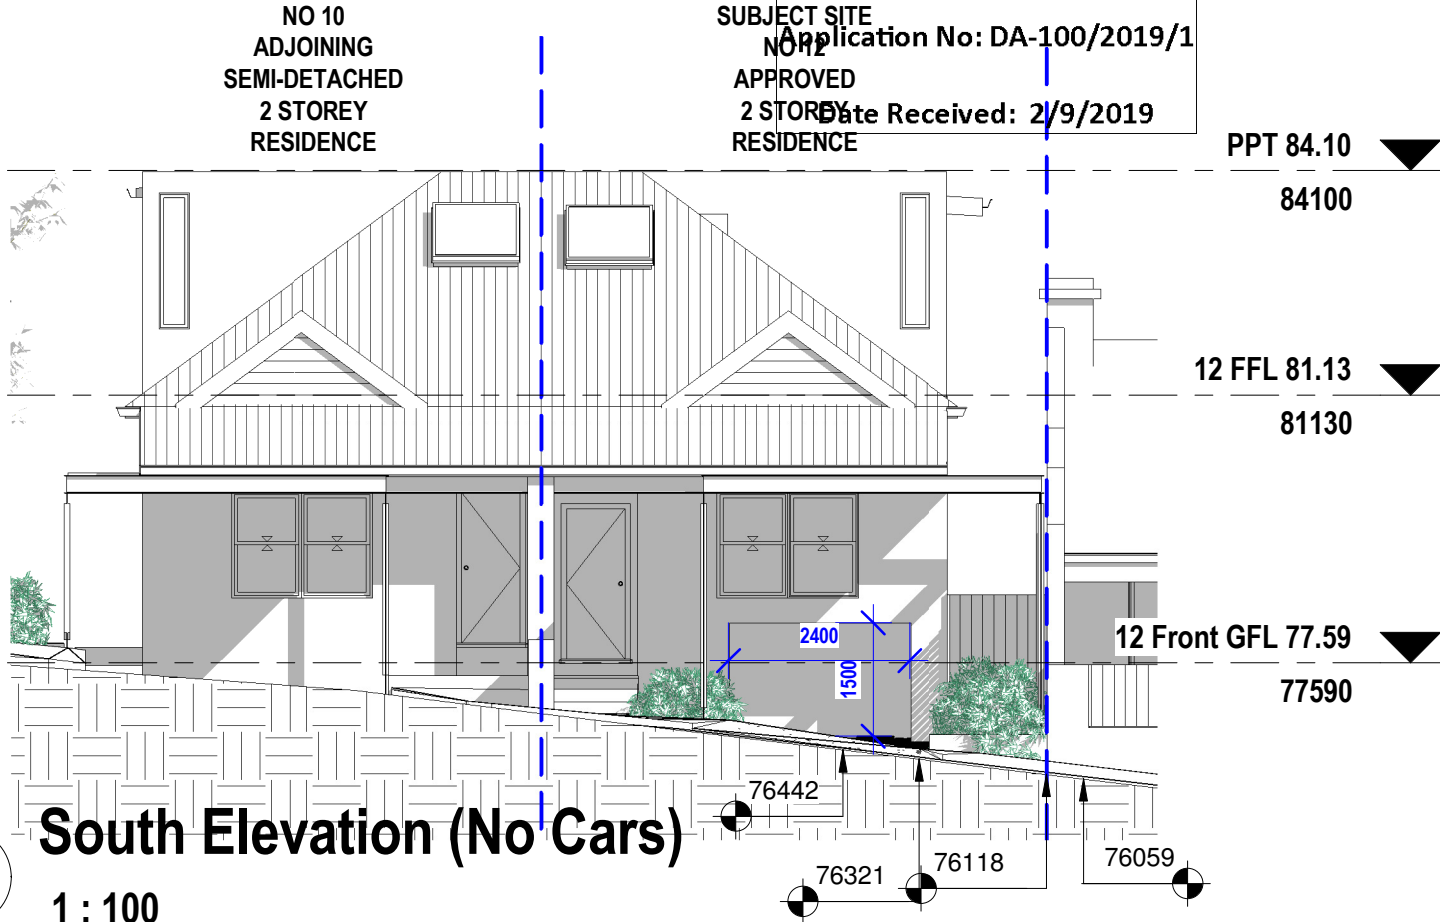 NO 10
ADJOINING
SEMI-DETACHED
2 STOREY
RESIDENCE
SUBJECT SITE
NO 12
APPROVED
2 STOREY
RESIDENCE
Application No: DA-100/2019/1
Date Received: 2/9/2019
PPT 84.10
84100
12 FFL 81.13
81130
12 Front GFL 77.59
77590
2400
1500
76442
76321
76118
76059
South Elevation (No Cars)
1 : 100